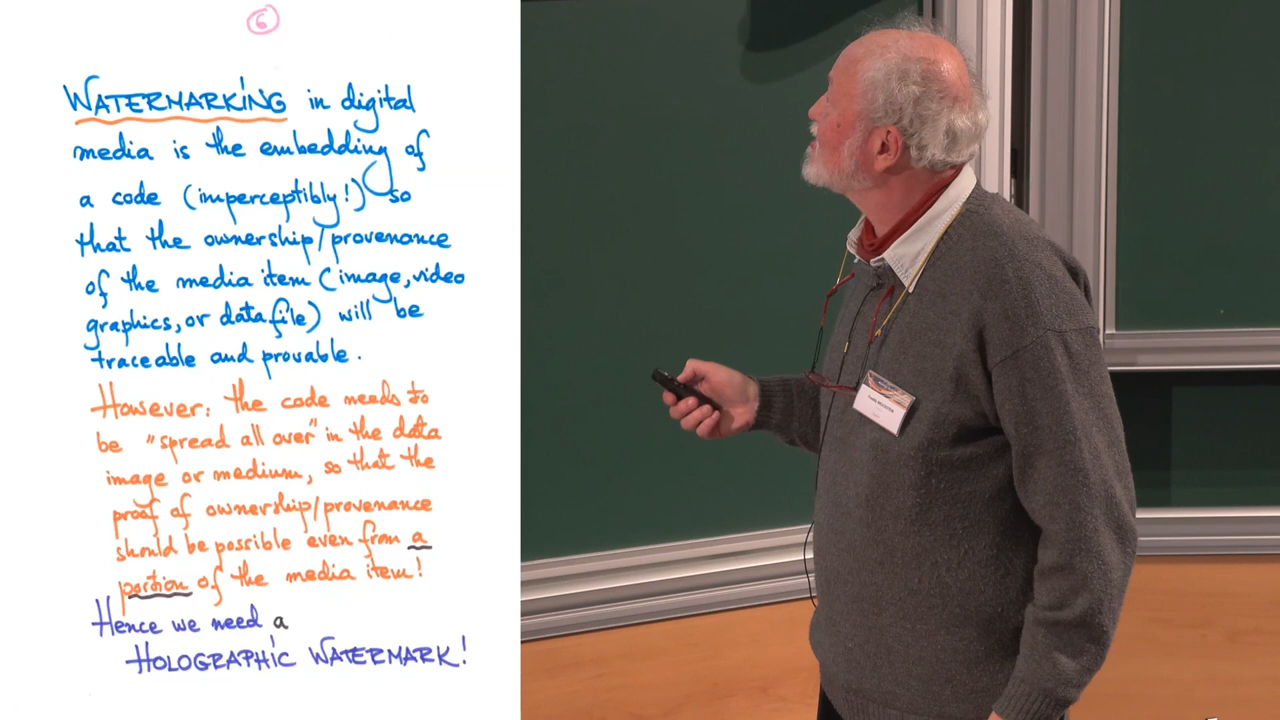 6
WATERMARKING in digital
media is the embedding of
a code (imperceptibly!) so
that the ownership/provenance
of the media item (image, video
graphics, or data file) will be
traceable and provable.
However: the code needs to
be "spread all over" in the data
image or medium, so that the
proof of ownership/provenance
should be possible even from a
portion of the media item!
Hence we need a
HOLOGRAPHIC WATERMARK!